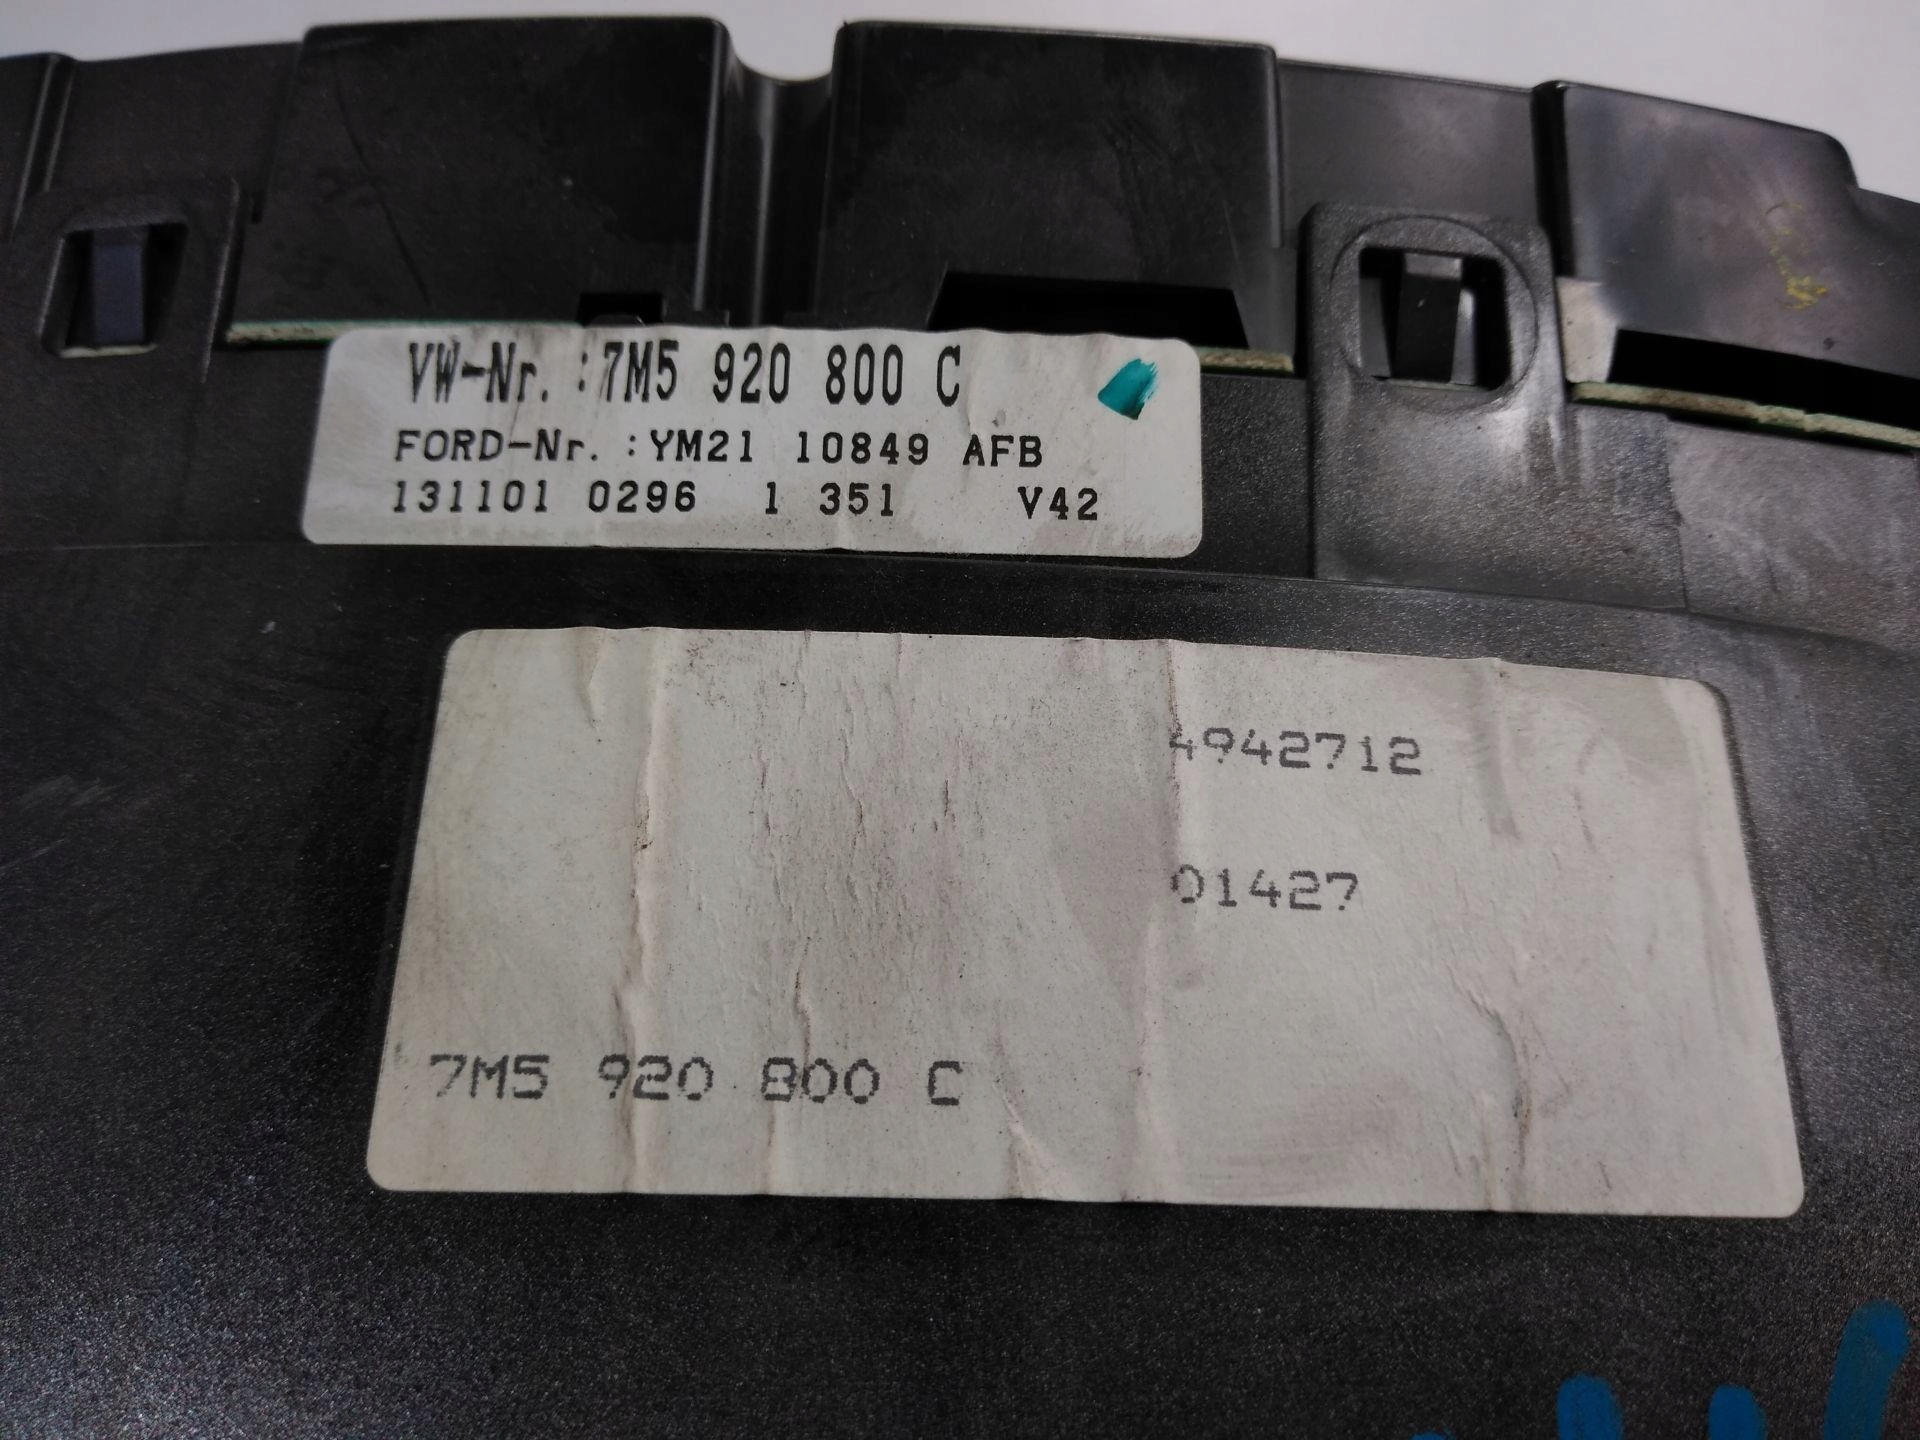 VW-Nr. :7M5 920 800 C
FORD-Nr. :YM21 10849 AFB
131101 0296 1 351 V42
4942712
01427
7M5 920 800 C